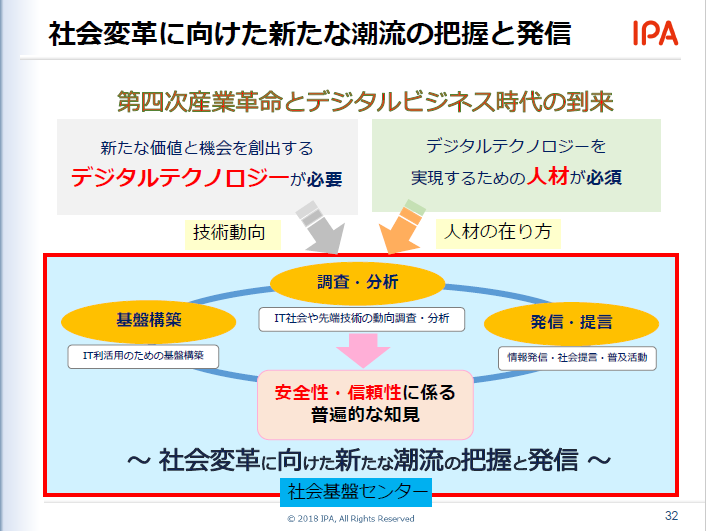 社会変革に向けた新たな潮流の把握と発信
IPA
第四次産業革命とデジタルビジネス時代の到来
新たな価値と機会を創出する
デジタルテクノロジーが必要
デジタルテクノロジーを
実現するための人材が必須
技術動向
人材の在り方
調査・分析
IT社会や先端技術の動向調査・分析
基盤構築
IT利活用のための基盤構築
発信・提言
情報発信・社会提言・普及活動
安全性・信頼性に係る
普遍的な知見
～ 社会変革に向けた新たな潮流の把握と発信 ～
社会基盤センター
© 2018 IPA, All Rights Reserved
32